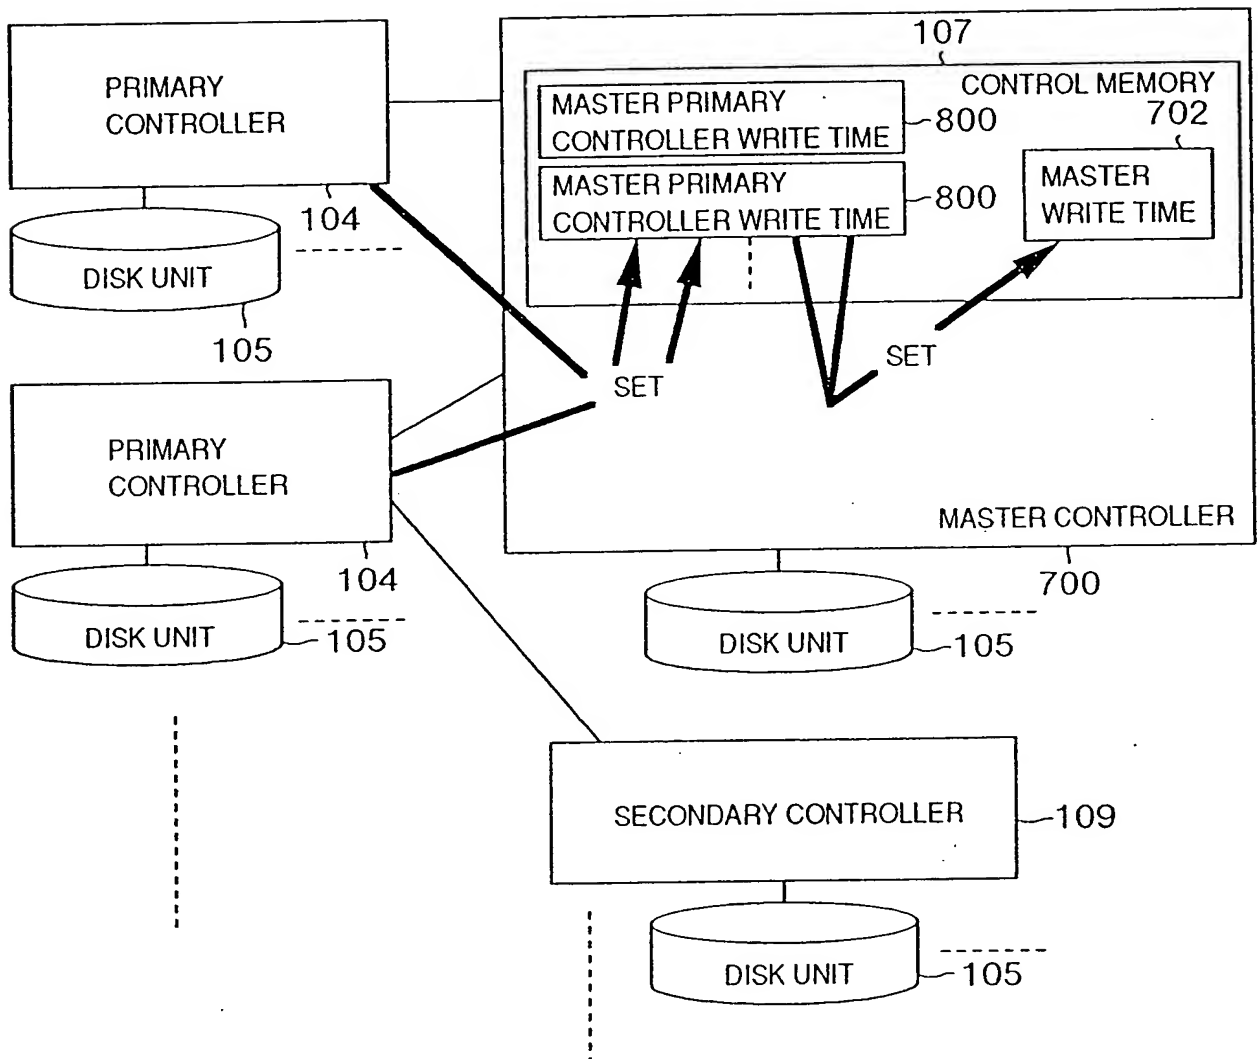 107
PRIMARY
CONTROLLER
CONTROL MEMORY
MASTER PRIMARY
CONTROLLER WRITE TIME
800
702
MASTER PRIMARY
CONTROLLER WRITE TIME
800
MASTER
WRITE TIME
104
DISK UNIT
105
SET
SET
PRIMARY
CONTROLLER
MASTER CONTROLLER
104
700
DISK UNIT
105
DISK UNIT
105
SECONDARY CONTROLLER
109
DISK UNIT
105